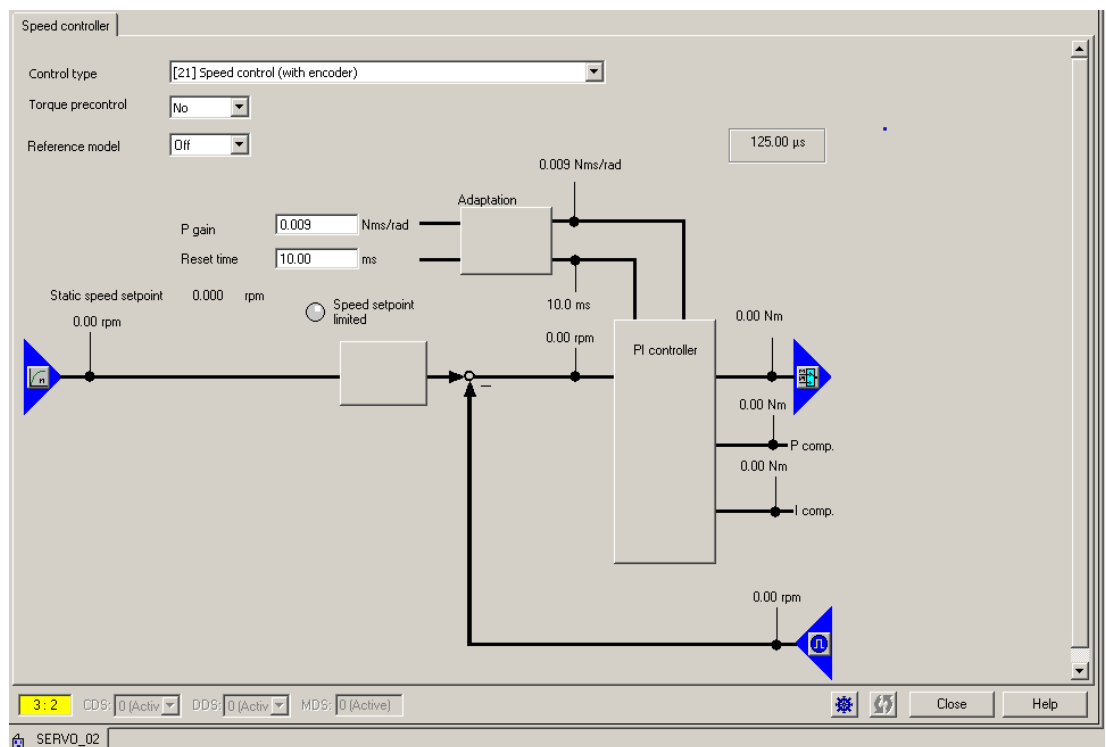 Speed controller
Control type [21] Speed control (with encoder)
Torque precontrol No
Reference model Off
125.00 µs
0.009 Nms/rad
Adaptation
P gain 0.009 Nms/rad
Reset time 10.00 ms
Static speed setpoint 0.000 rpm
Speed setpoint
limited
10.0 ms
0.00 rpm
0.00 rpm
0.00 Nm
PI controller
n
0.00 Nm
P comp.
0.00 Nm
I comp.
0.00 rpm
3 : 2 CDS: 0 (Activ DDS: 0 (Activ MDS: 0 (Active) Close Help
SERVO_02